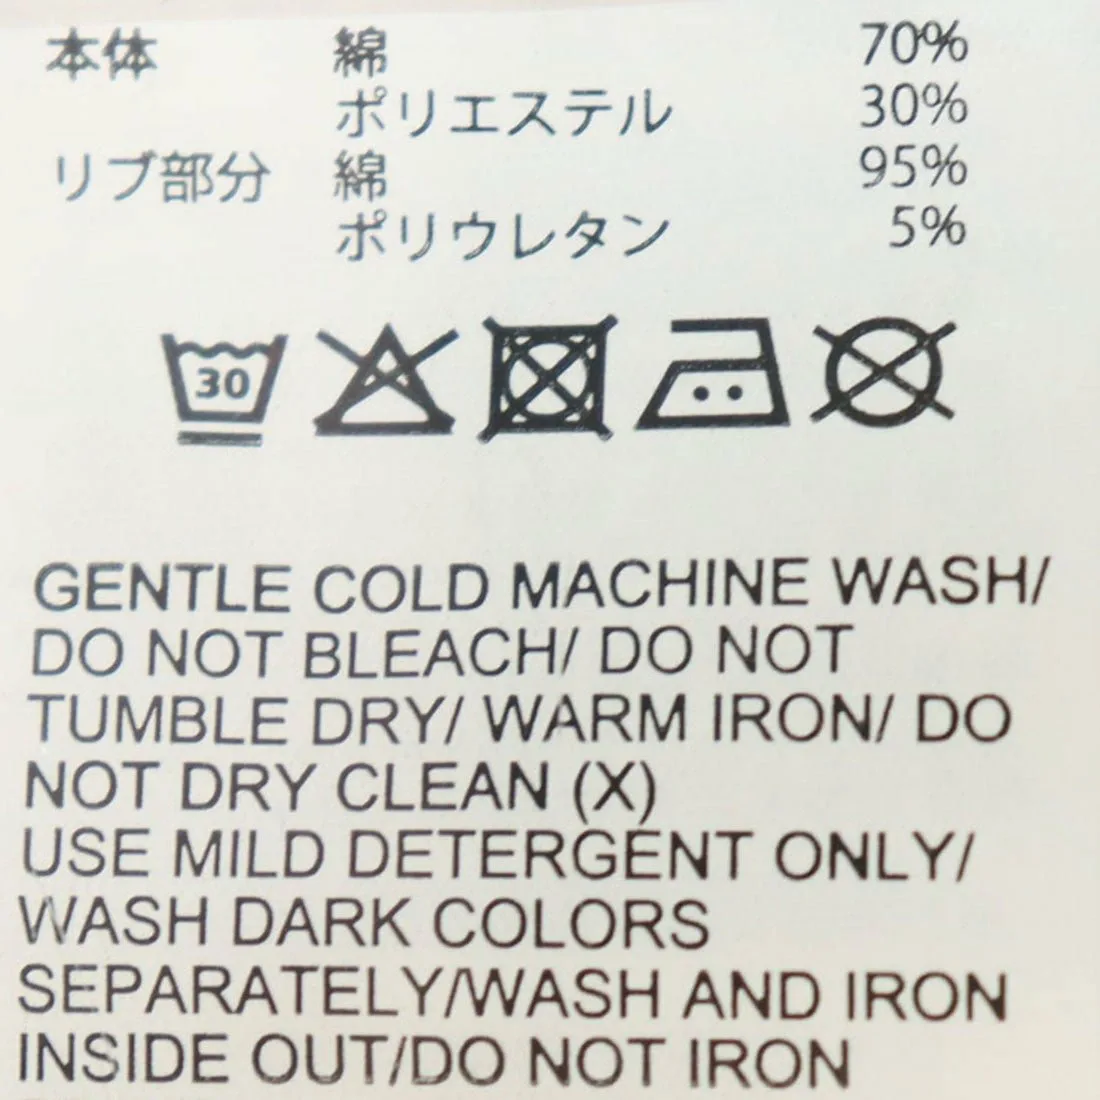 本体 綿 70%
ポリエステル 30%
リブ部分 綿 95%
ポリウレタン 5%
30
GENTLE COLD MACHINE WASH/
DO NOT BLEACH/ DO NOT
TUMBLE DRY/ WARM IRON/ DO
NOT DRY CLEAN (X)
USE MILD DETERGENT ONLY/
WASH DARK COLORS
SEPARATELY/WASH AND IRON
INSIDE OUT/DO NOT IRON